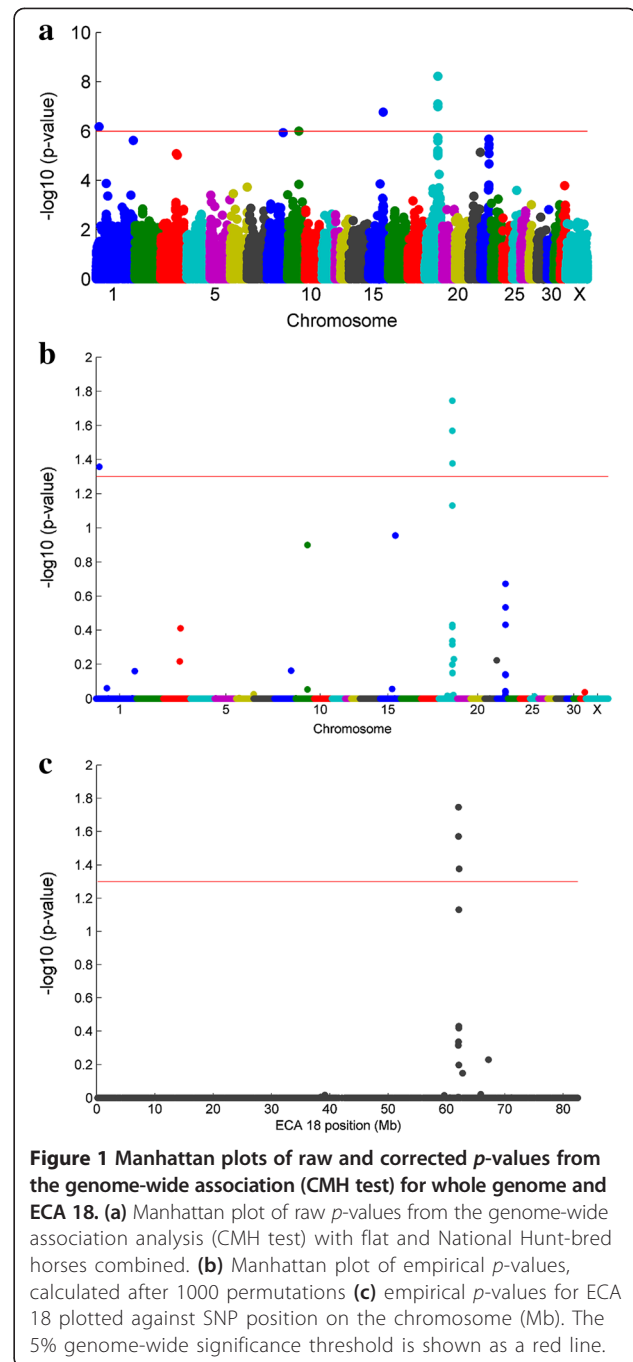 a
10
8
6
4
2
0
-log10 (p-value)
1 5 10 15 20 25 30 X
Chromosome
b
2
1.8
1.6
1.4
1.2
1
0.8
0.6
0.4
0.2
0
-log10 (p-value)
1 5 10 15 20 25 30 X
Chromosome
c
2
1.8
1.6
1.4
1.2
1
0.8
0.6
0.4
0.2
0
-log10 (p-value)
0 10 20 30 40 50 60 70 80
ECA 18 position (Mb)
Figure 1 Manhattan plots of raw and corrected p-values from
the genome-wide association (CMH test) for whole genome and
ECA 18. (a) Manhattan plot of raw p-values from the genome-wide
association analysis (CMH test) with flat and National Hunt-bred
horses combined. (b) Manhattan plot of empirical p-values,
calculated after 1000 permutations (c) empirical p-values for ECA
18 plotted against SNP position on the chromosome (Mb). The
5% genome-wide significance threshold is shown as a red line.